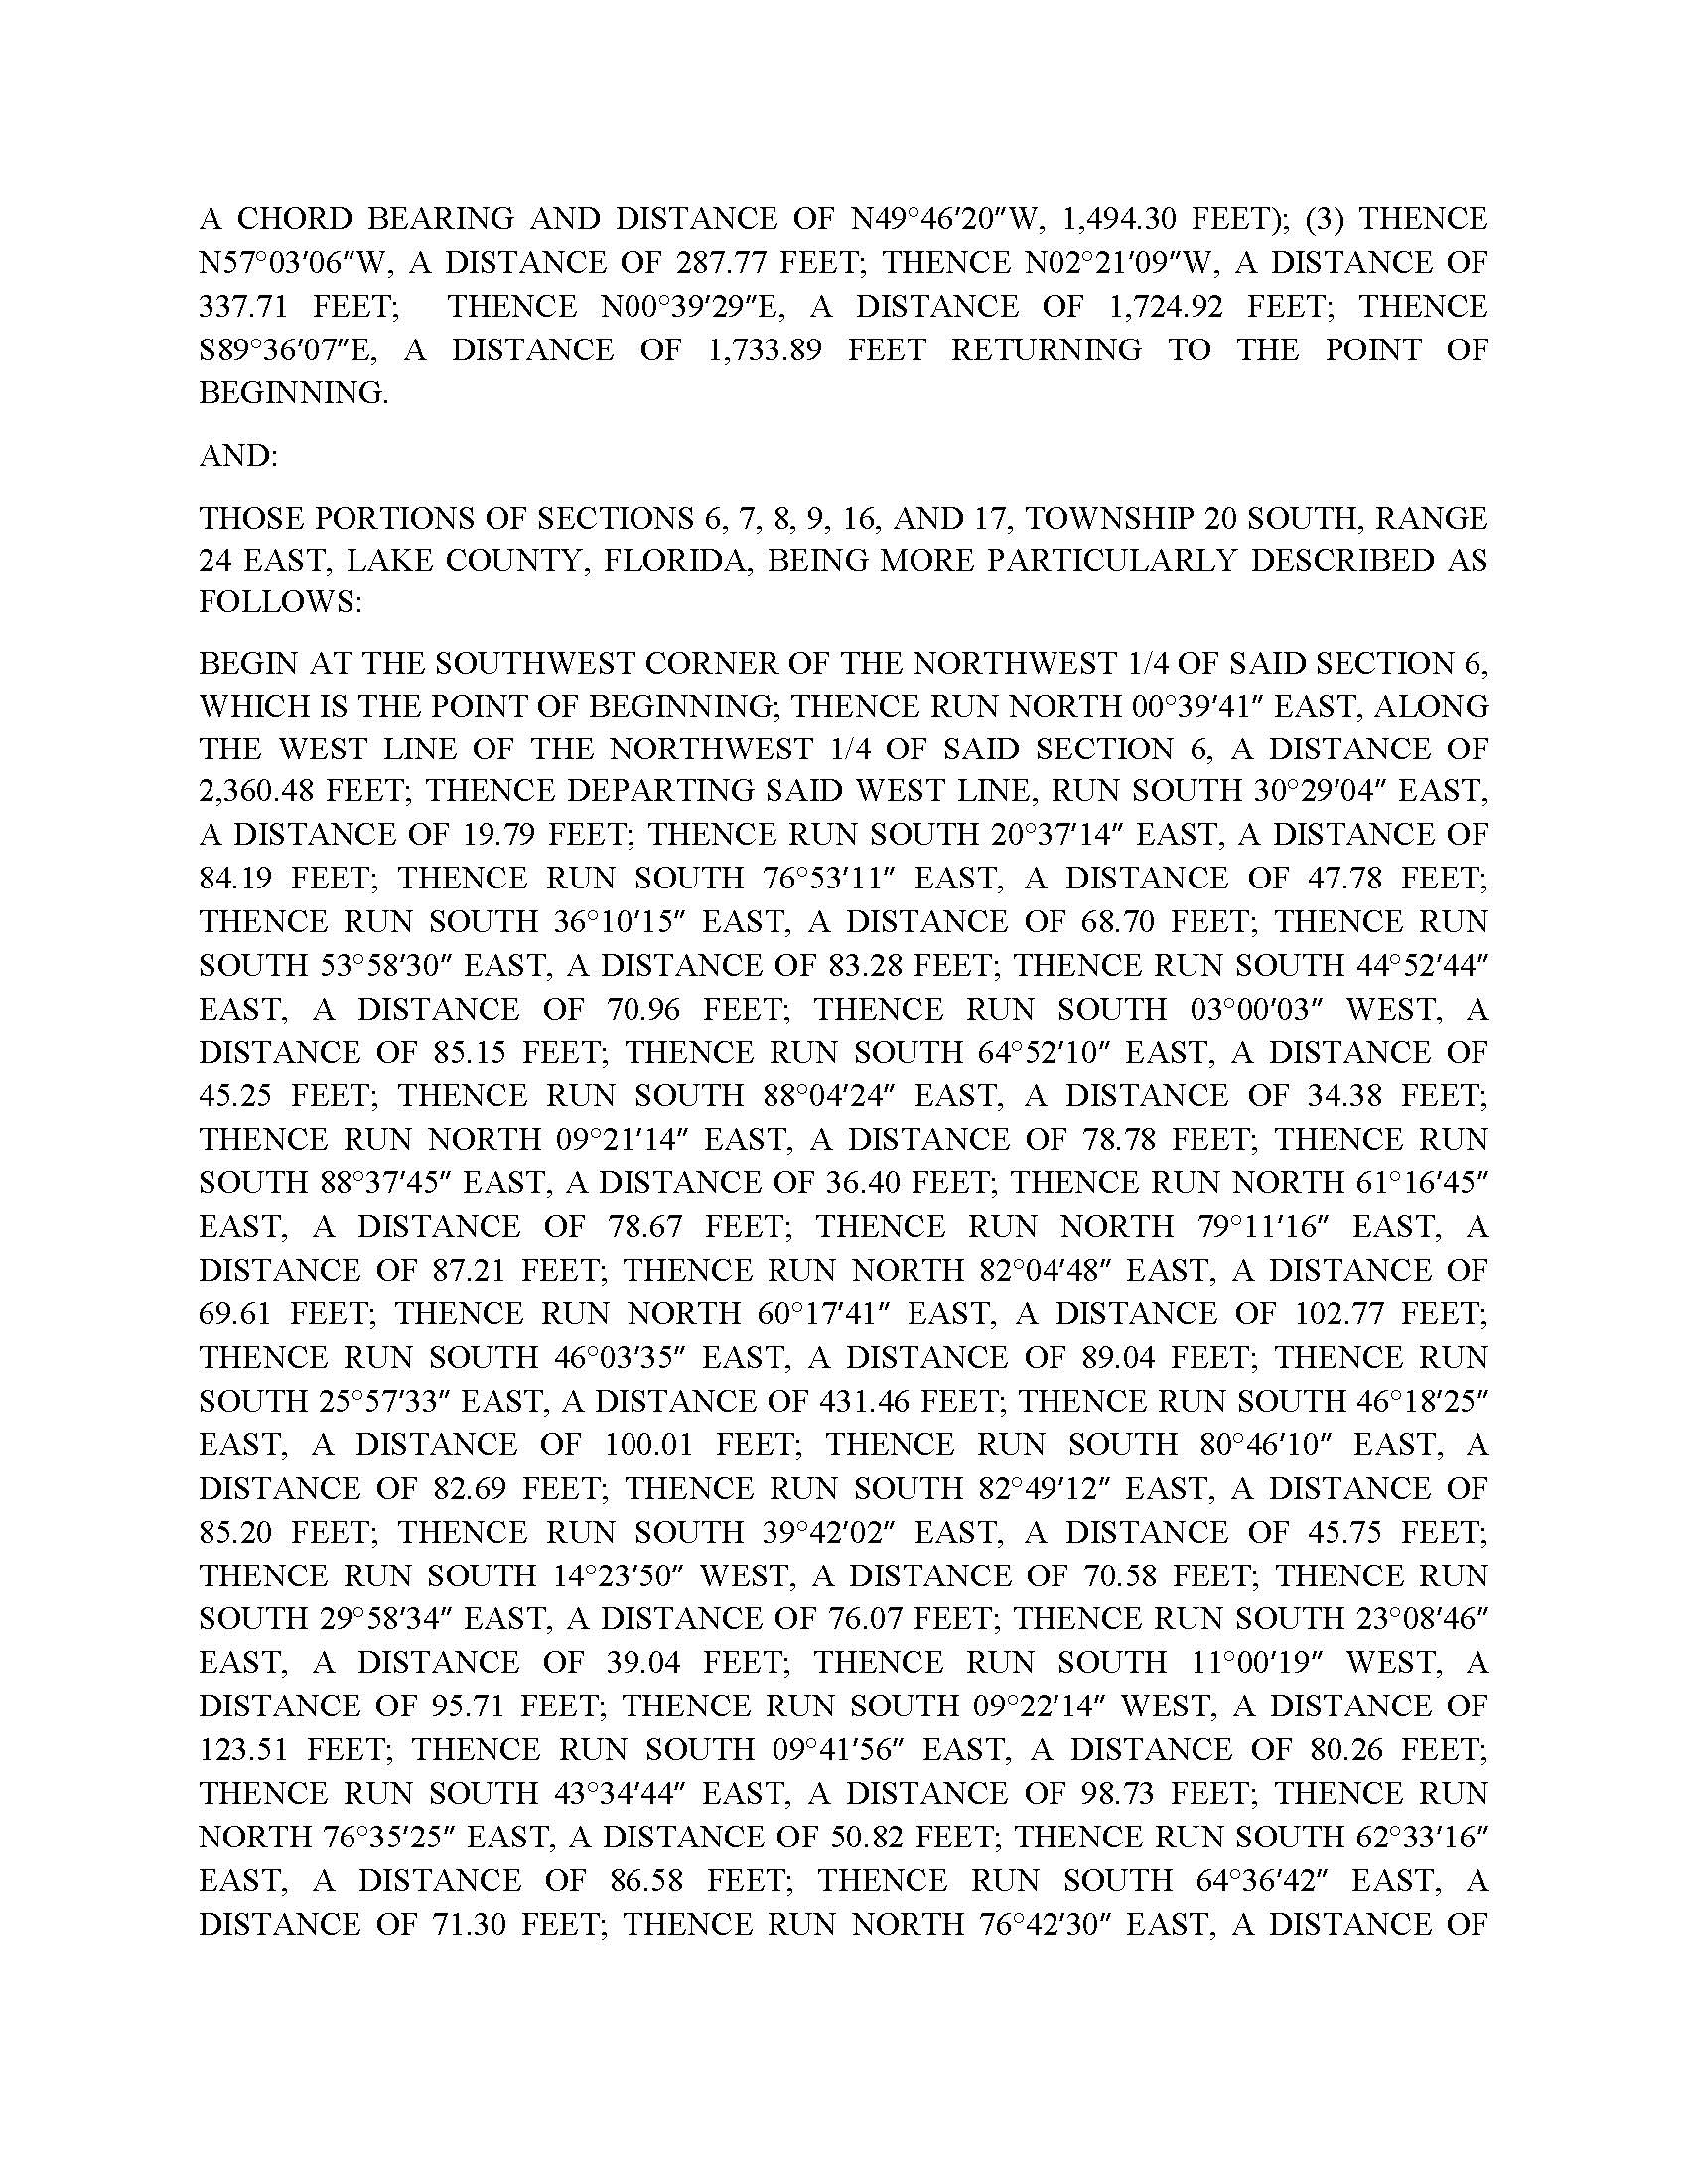 A CHORD BEARING AND DISTANCE OF N49°46′20″W, 1,494.30 FEET); (3) THENCE
N57°03′06″W, A DISTANCE OF 287.77 FEET; THENCE N02°21′09″W, A DISTANCE OF
337.71 FEET; THENCE N00°39′29″E, A DISTANCE OF 1,724.92 FEET; THENCE
S89°36′07″E, A DISTANCE OF 1,733.89 FEET RETURNING TO THE POINT OF
BEGINNING.
AND:
THOSE PORTIONS OF SECTIONS 6, 7, 8, 9, 16, AND 17, TOWNSHIP 20 SOUTH, RANGE
24 EAST, LAKE COUNTY, FLORIDA, BEING MORE PARTICULARLY DESCRIBED AS
FOLLOWS:
BEGIN AT THE SOUTHWEST CORNER OF THE NORTHWEST 1/4 OF SAID SECTION 6,
WHICH IS THE POINT OF BEGINNING; THENCE RUN NORTH 00°39′41″ EAST, ALONG
THE WEST LINE OF THE NORTHWEST 1/4 OF SAID SECTION 6, A DISTANCE OF
2,360.48 FEET; THENCE DEPARTING SAID WEST LINE, RUN SOUTH 30°29′04″ EAST,
A DISTANCE OF 19.79 FEET; THENCE RUN SOUTH 20°37′14″ EAST, A DISTANCE OF
84.19 FEET; THENCE RUN SOUTH 76°53′11″ EAST, A DISTANCE OF 47.78 FEET;
THENCE RUN SOUTH 36°10′15″ EAST, A DISTANCE OF 68.70 FEET; THENCE RUN
SOUTH 53°58′30″ EAST, A DISTANCE OF 83.28 FEET; THENCE RUN SOUTH 44°52′44″
EAST, A DISTANCE OF 70.96 FEET; THENCE RUN SOUTH 03°00′03″ WEST, A
DISTANCE OF 85.15 FEET; THENCE RUN SOUTH 64°52′10″ EAST, A DISTANCE OF
45.25 FEET; THENCE RUN SOUTH 88°04′24″ EAST, A DISTANCE OF 34.38 FEET;
THENCE RUN NORTH 09°21′14″ EAST, A DISTANCE OF 78.78 FEET; THENCE RUN
SOUTH 88°37′45″ EAST, A DISTANCE OF 36.40 FEET; THENCE RUN NORTH 61°16′45″
EAST, A DISTANCE OF 78.67 FEET; THENCE RUN NORTH 79°11′16″ EAST, A
DISTANCE OF 87.21 FEET; THENCE RUN NORTH 82°04′48″ EAST, A DISTANCE OF
69.61 FEET; THENCE RUN NORTH 60°17′41″ EAST, A DISTANCE OF 102.77 FEET;
THENCE RUN SOUTH 46°03′35″ EAST, A DISTANCE OF 89.04 FEET; THENCE RUN
SOUTH 25°57′33″ EAST, A DISTANCE OF 431.46 FEET; THENCE RUN SOUTH 46°18′25″
EAST, A DISTANCE OF 100.01 FEET; THENCE RUN SOUTH 80°46′10″ EAST, A
DISTANCE OF 82.69 FEET; THENCE RUN SOUTH 82°49′12″ EAST, A DISTANCE OF
85.20 FEET; THENCE RUN SOUTH 39°42′02″ EAST, A DISTANCE OF 45.75 FEET;
THENCE RUN SOUTH 14°23′50″ WEST, A DISTANCE OF 70.58 FEET; THENCE RUN
SOUTH 29°58′34″ EAST, A DISTANCE OF 76.07 FEET; THENCE RUN SOUTH 23°08′46″
EAST, A DISTANCE OF 39.04 FEET; THENCE RUN SOUTH 11°00′19″ WEST, A
DISTANCE OF 95.71 FEET; THENCE RUN SOUTH 09°22′14″ WEST, A DISTANCE OF
123.51 FEET; THENCE RUN SOUTH 09°41′56″ EAST, A DISTANCE OF 80.26 FEET;
THENCE RUN SOUTH 43°34′44″ EAST, A DISTANCE OF 98.73 FEET; THENCE RUN
NORTH 76°35′25″ EAST, A DISTANCE OF 50.82 FEET; THENCE RUN SOUTH 62°33′16″
EAST, A DISTANCE OF 86.58 FEET; THENCE RUN SOUTH 64°36′42″ EAST, A
DISTANCE OF 71.30 FEET; THENCE RUN NORTH 76°42′30″ EAST, A DISTANCE OF